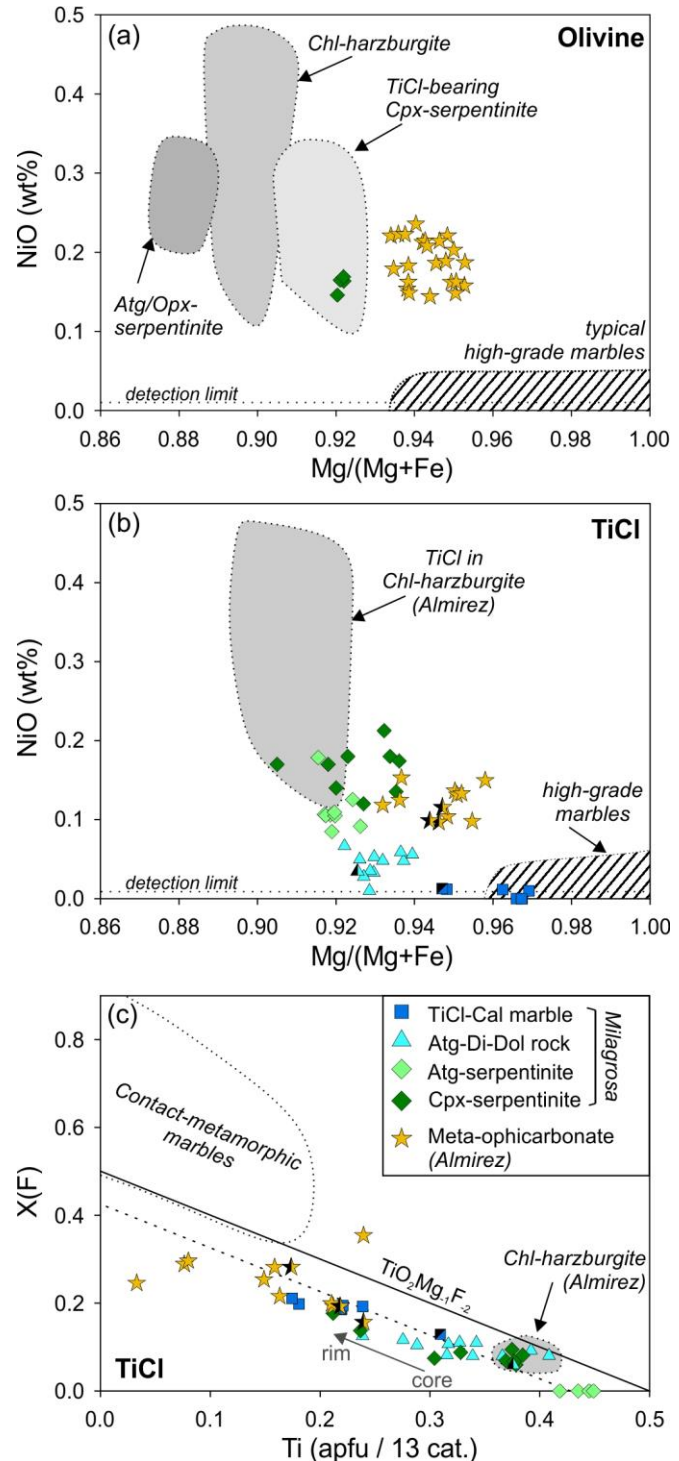 (a)
Olivine
Chl-harzburgite
TiCl-bearing
Cpx-serpentinite
Atg/Opx-
serpentinite
typical
high-grade marbles
detection limit
NiO (wt%)
0.5
0.4
0.3
0.2
0.1
0.0
0.86 0.88 0.90 0.92 0.94 0.96 0.98 1.00
Mg/(Mg+Fe)
(b)
TiCl
TiCl in
Chl-harzburgite
(Almirez)
high-grade
marbles
detection limit
NiO (wt%)
0.5
0.4
0.3
0.2
0.1
0.0
0.86 0.88 0.90 0.92 0.94 0.96 0.98 1.00
Mg/(Mg+Fe)
(c)
TiCl-Cal marble
Atg-Di-Dol rock
Atg-serpentinite
Cpx-serpentinite
Milagrosa
Meta-ophicarbonate
(Almirez)
Contact-metamorphic
marbles
TiO2Mg-1F-2
Chl-harzburgite
(Almirez)
rim
core
TiCl
X(F)
0.8
0.6
0.4
0.2
0.0
0.0 0.1 0.2 0.3 0.4 0.5
Ti (apfu / 13 cat.)